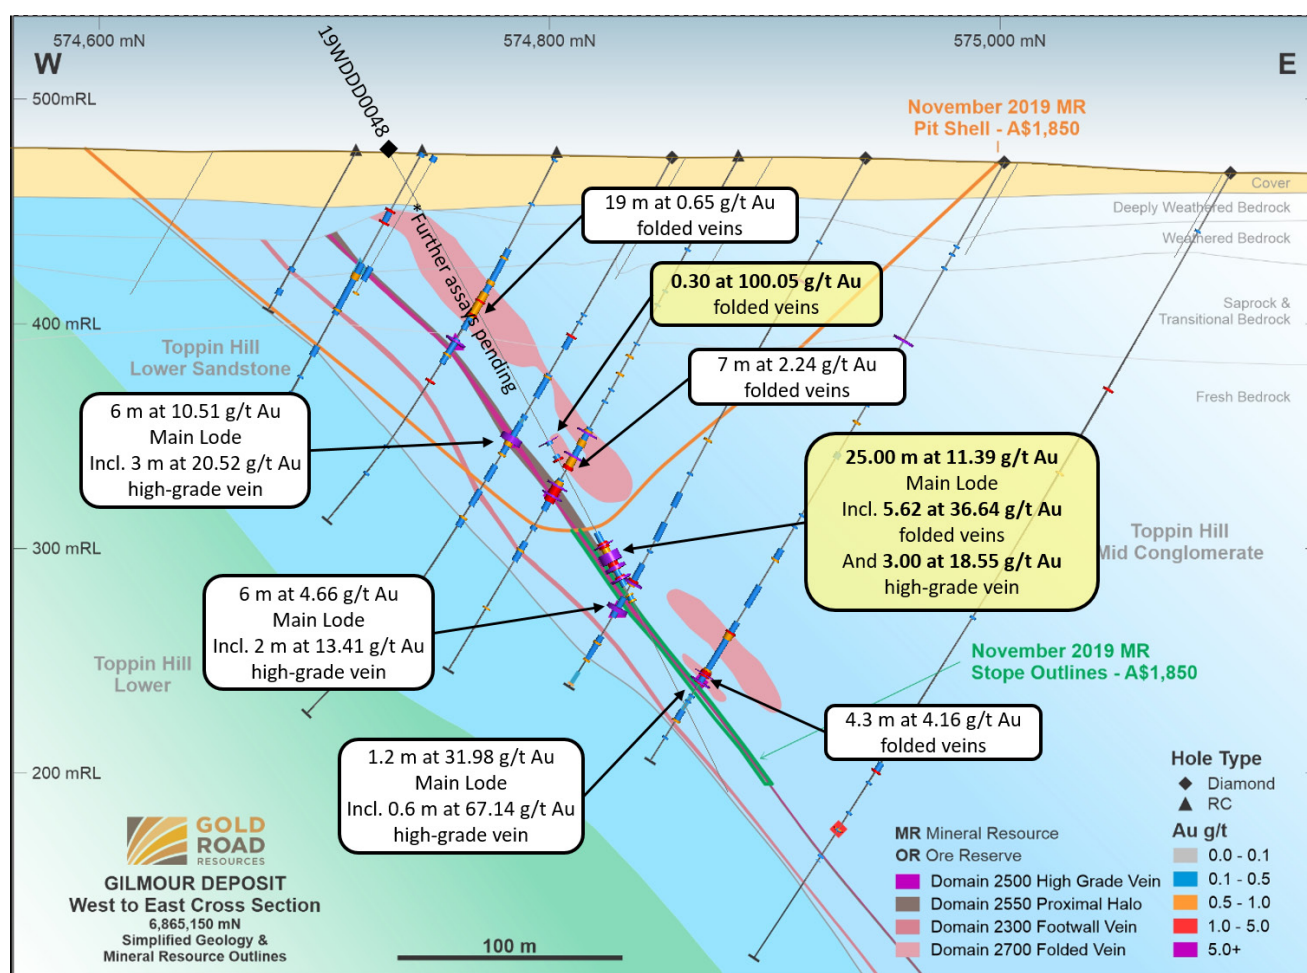 574,600 mN
574,800 mN
575,000 mN
W
E
19WDDD0048
500mRL
November 2019 MR
Pit Shell - A$1,850
Cover
Deeply Weathered Bedrock
Weathered Bedrock
19 m at 0.65 g/t Au
folded veins
*Further assays pending
0.30 at 100.05 g/t Au
folded veins
Saprock &
Transitional Bedrock
400 mRL
Toppin Hill
Lower Sandstone
7 m at 2.24 g/t Au
folded veins
Fresh Bedrock
6 m at 10.51 g/t Au
Main Lode
Incl. 3 m at 20.52 g/t Au
high-grade vein
25.00 m at 11.39 g/t Au
Main Lode
Incl. 5.62 at 36.64 g/t Au
folded veins
And 3.00 at 18.55 g/t Au
high-grade vein
Toppin Hill
Mid Conglomerate
300 mRL
6 m at 4.66 g/t Au
Main Lode
Incl. 2 m at 13.41 g/t Au
high-grade vein
Toppin Hill
Lower
November 2019 MR
Stope Outlines - A$1,850
4.3 m at 4.16 g/t Au
folded veins
1.2 m at 31.98 g/t Au
Main Lode
Incl. 0.6 m at 67.14 g/t Au
high-grade vein
200 mRL
GOLD
ROAD
RESOURCES
GILMOUR DEPOSIT
West to East Cross Section
6,865,150 mN
Simplified Geology &
Mineral Resource Outlines
100 m
MR Mineral Resource
OR Ore Reserve
Domain 2500 High Grade Vein
Domain 2550 Proximal Halo
Domain 2300 Footwall Vein
Domain 2700 Folded Vein
Hole Type
Diamond
RC
Au g/t
0.0 - 0.1
0.1 - 0.5
0.5 - 1.0
1.0 - 5.0
5.0+